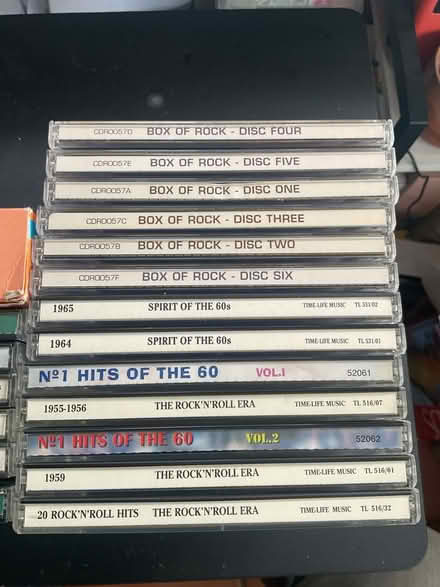 CDR0057D BOX OF ROCK - DISC FOUR
CDR0057E BOX OF ROCK - DISC FIVE
CDR0057A BOX OF ROCK - DISC ONE
CDR0057C BOX OF ROCK - DISC THREE
CDR0057B BOX OF ROCK - DISC TWO
CDR0057F BOX OF ROCK - DISC SIX
1965 SPIRIT OF THE 60s TIME-LIFE MUSIC TL 531/02
1964 SPIRIT OF THE 60s TIME-LIFE MUSIC TL 531/01
Nº1 HITS OF THE 60 VOL.1 52061
1955-1956 THE ROCK'N'ROLL ERA TIME-LIFE MUSIC TL 516/07
Nº1 HITS OF THE 60 VOL.2 52062
1959 THE ROCK'N'ROLL ERA TIME-LIFE MUSIC TL 516/01
20 ROCK'N'ROLL HITS THE ROCK'N'ROLL ERA TIME-LIFE MUSIC TL 516/32